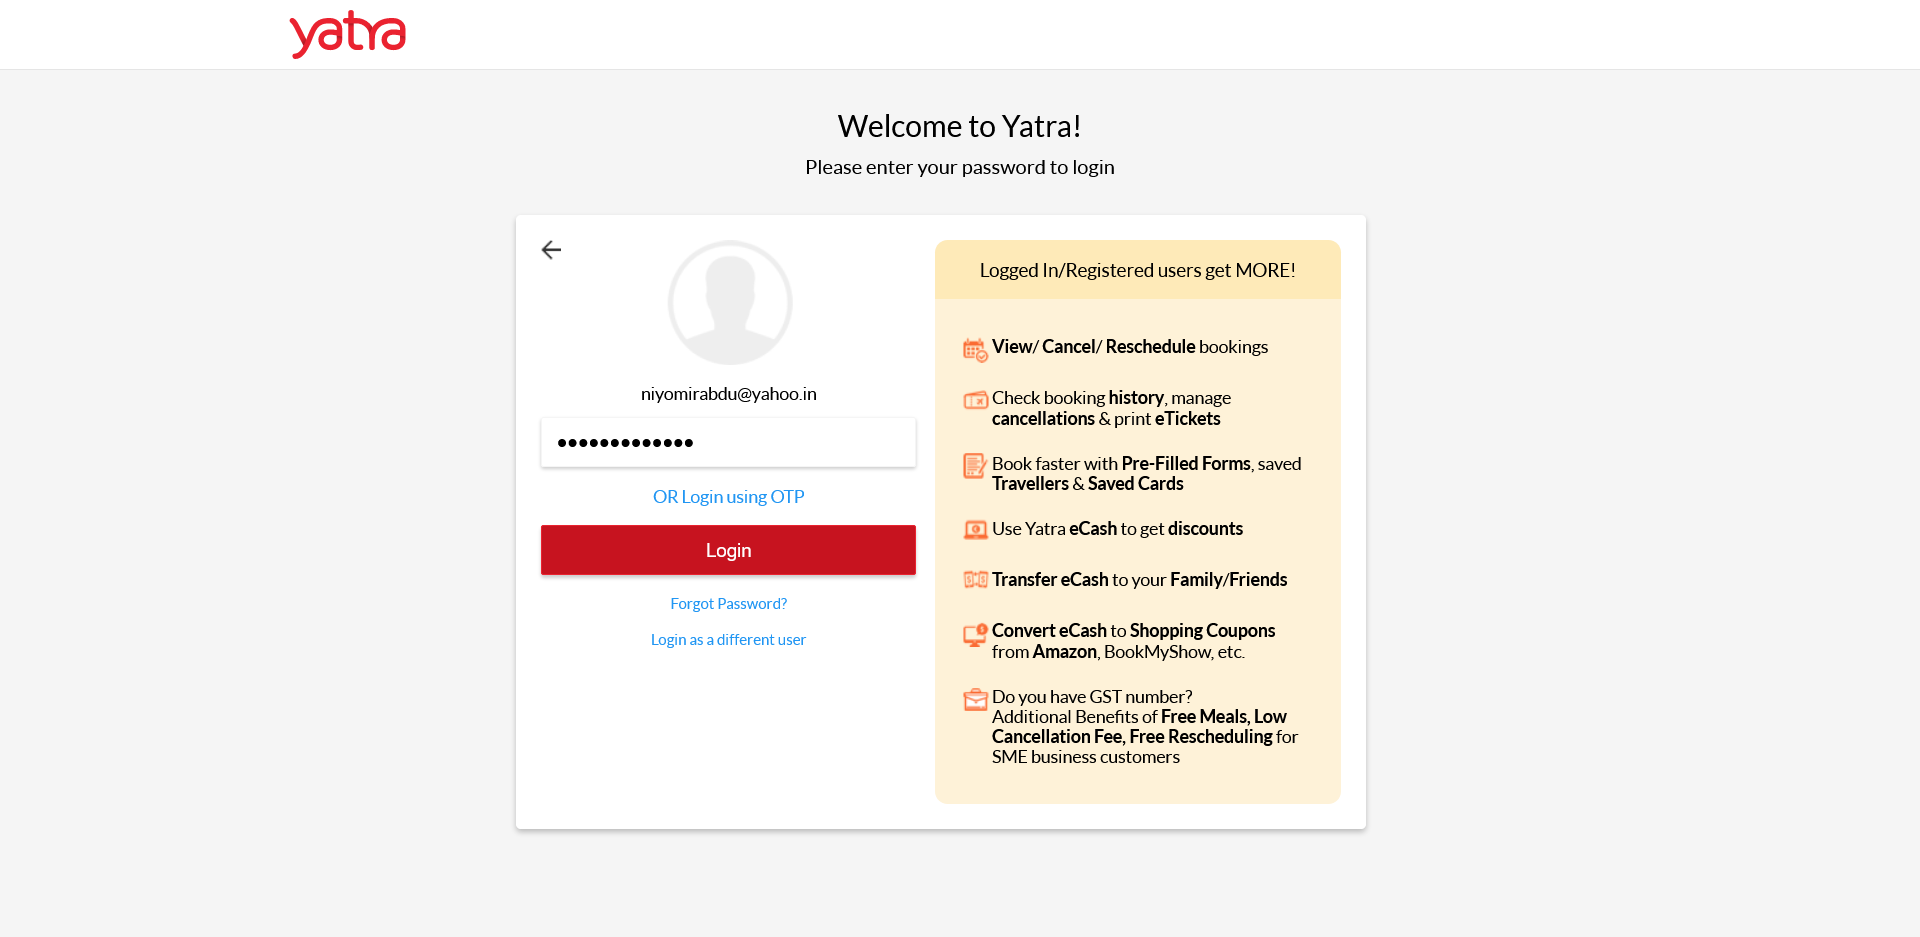 yatra
Welcome to Yatra!
Please enter your password to login
niyomirabdu@yahoo.in
•••••••••••••
OR Login using OTP
Login
Forgot Password?
Login as a different user
Logged In/Registered users get MORE!
View/ Cancel/ Reschedule bookings
Check booking history, manage
cancellations & print eTickets
Book faster with Pre-Filled Forms, saved
Travellers & Saved Cards
Use Yatra eCash to get discounts
Transfer eCash to your Family/Friends
Convert eCash to Shopping Coupons
from Amazon, BookMyShow, etc.
Do you have GST number?
Additional Benefits of Free Meals, Low
Cancellation Fee, Free Rescheduling for
SME business customers